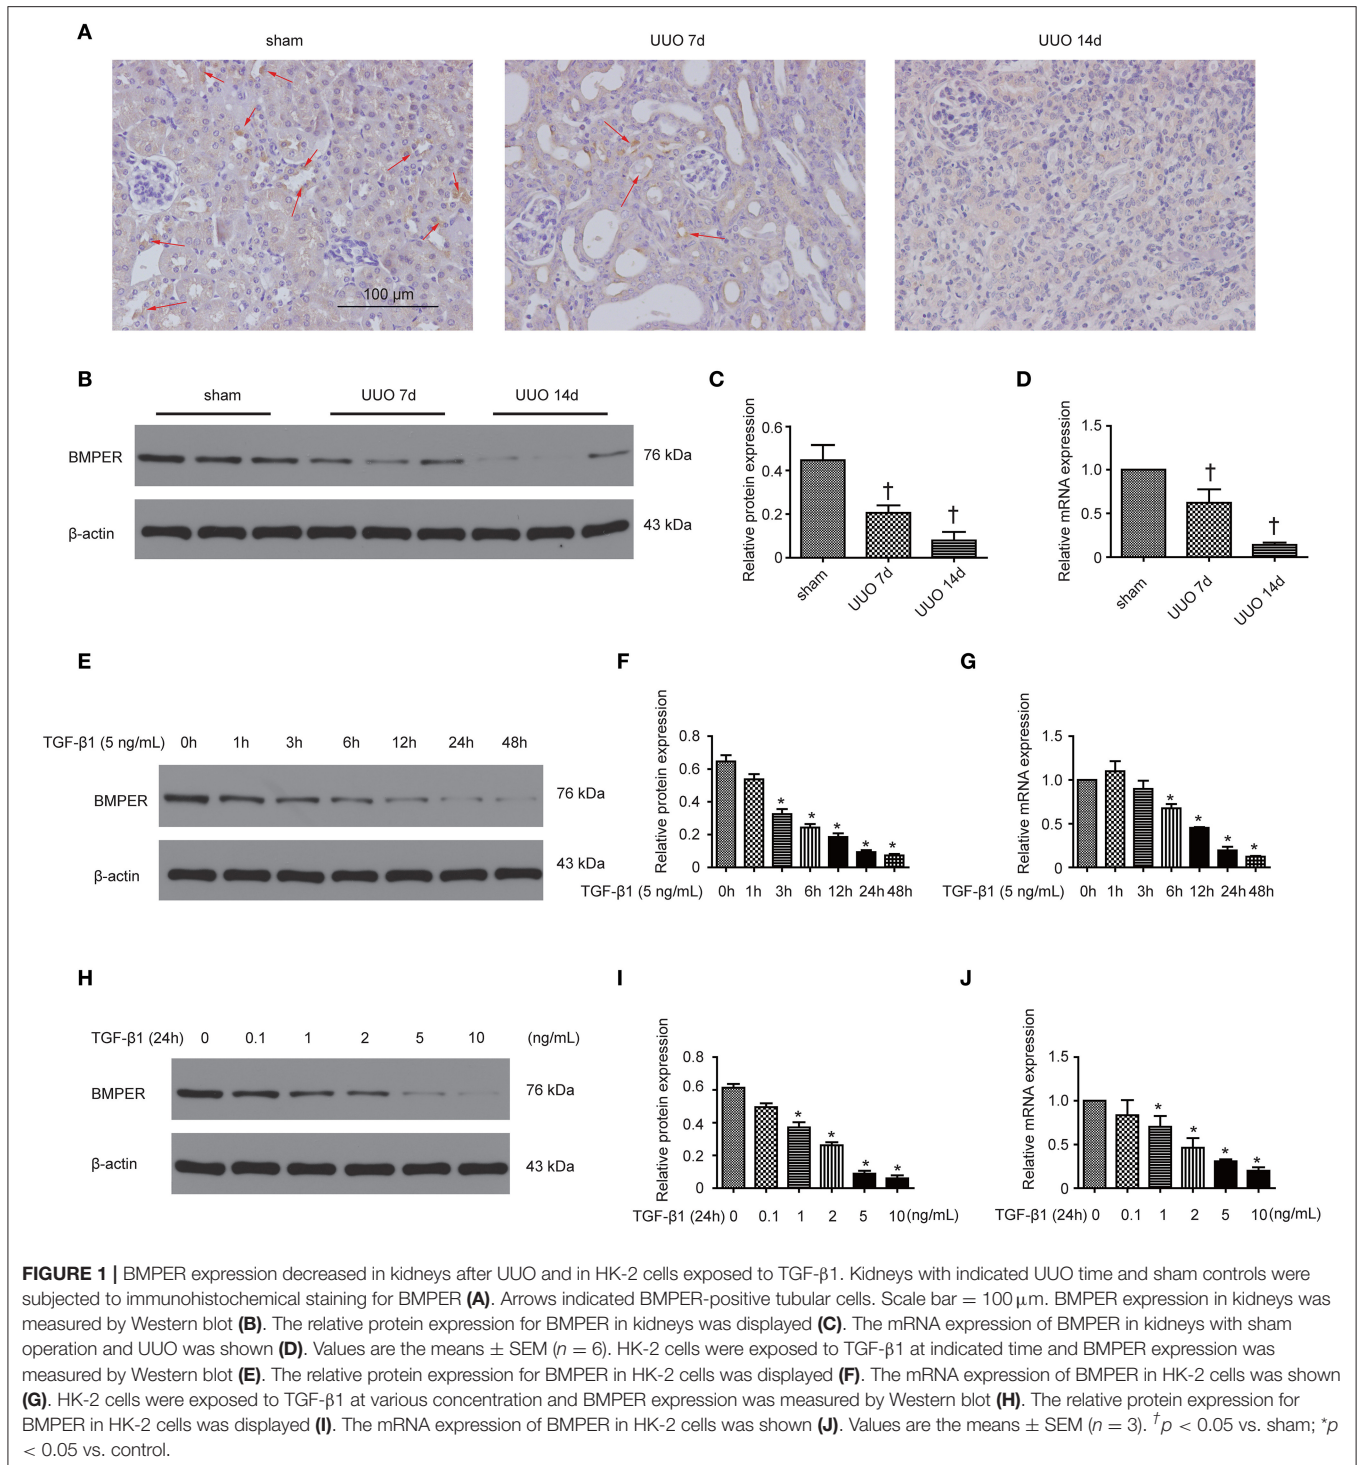 A
sham
UUO 7d
UUO 14d
100 µm
B
sham
UUO 7d
UUO 14d
BMPER
76 kDa
β-actin
43 kDa
C
Relative protein expression
0.6
0.4
0.2
0
†
†
sham
UUO 7d
UUO 14d
D
Relative mRNA expression
1.5
1.0
0.5
0
†
†
sham
UUO 7d
UUO 14d
E
TGF-β1 (5 ng/mL) 0h 1h 3h 6h 12h 24h 48h
BMPER
76 kDa
β-actin
43 kDa
F
Relative protein expression
0.8
0.6
0.4
0.2
0
* * * * *
TGF-β1 (5 ng/mL) 0h 1h 3h 6h 12h 24h 48h
G
Relative mRNA expression
1.5
1.0
0.5
0
* * * *
TGF-β1 (5 ng/mL) 0h 1h 3h 6h 12h 24h 48h
H
TGF-β1 (24h) 0 0.1 1 2 5 10 (ng/mL)
BMPER
76 kDa
β-actin
43 kDa
I
Relative protein expression
0.8
0.6
0.4
0.2
0
* * * *
TGF-β1 (24h) 0 0.1 1 2 5 10 (ng/mL)
J
Relative mRNA expression
1.5
1.0
0.5
0
* * * *
TGF-β1 (24h) 0 0.1 1 2 5 10 (ng/mL)
FIGURE 1 | BMPER expression decreased in kidneys after UUO and in HK-2 cells exposed to TGF-β1. Kidneys with indicated UUO time and sham controls were
subjected to immunohistochemical staining for BMPER (A). Arrows indicated BMPER-positive tubular cells. Scale bar = 100 µm. BMPER expression in kidneys was
measured by Western blot (B). The relative protein expression for BMPER in kidneys was displayed (C). The mRNA expression of BMPER in kidneys with sham
operation and UUO was shown (D). Values are the means ± SEM (n = 6). HK-2 cells were exposed to TGF-β1 at indicated time and BMPER expression was
measured by Western blot (E). The relative protein expression for BMPER in HK-2 cells was displayed (F). The mRNA expression of BMPER in HK-2 cells was shown
(G). HK-2 cells were exposed to TGF-β1 at various concentration and BMPER expression was measured by Western blot (H). The relative protein expression for
BMPER in HK-2 cells was displayed (I). The mRNA expression of BMPER in HK-2 cells was shown (J). Values are the means ± SEM (n = 3). †p < 0.05 vs. sham; *p
< 0.05 vs. control.